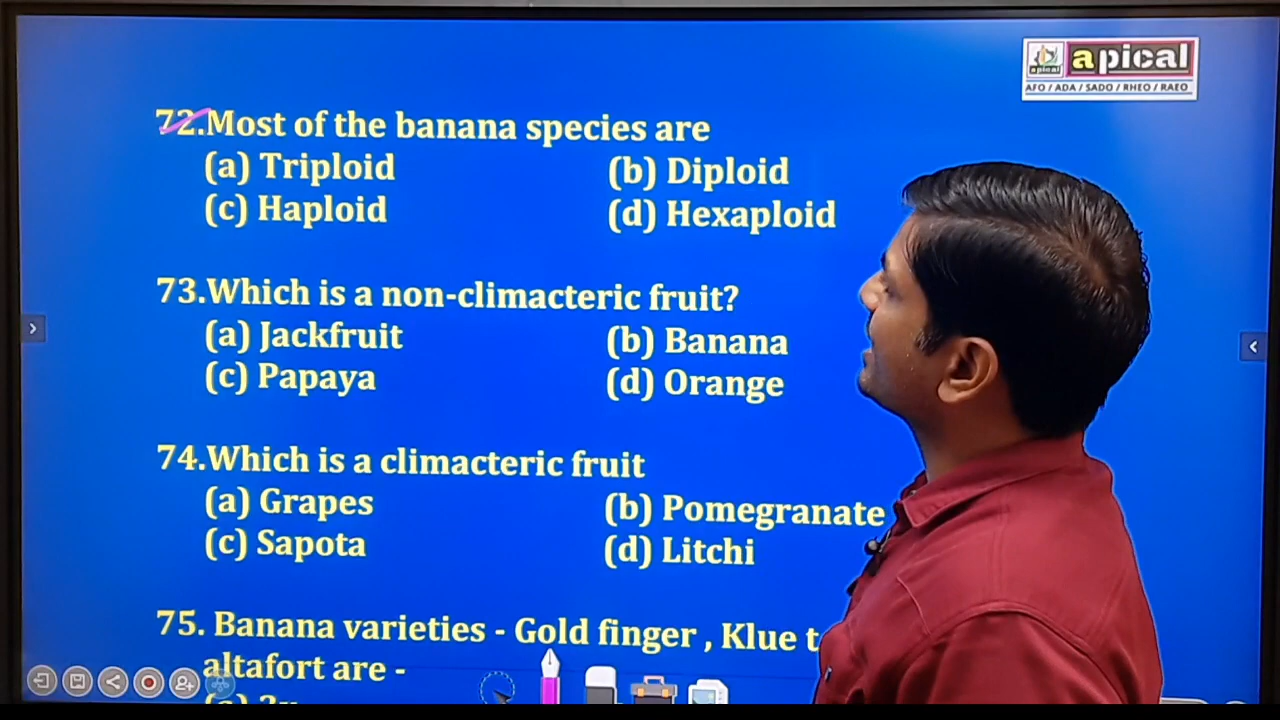 apical
apical
AFO / ADA / SADO / RHEO / RAEO
72.Most of the banana species are
(a) Triploid (b) Diploid
(c) Haploid (d) Hexaploid
73.Which is a non-climacteric fruit?
(a) Jackfruit (b) Banana
(c) Papaya (d) Orange
74.Which is a climacteric fruit
(a) Grapes (b) Pomegranate
(c) Sapota (d) Litchi
75. Banana varieties - Gold finger , Klue
altafort are -